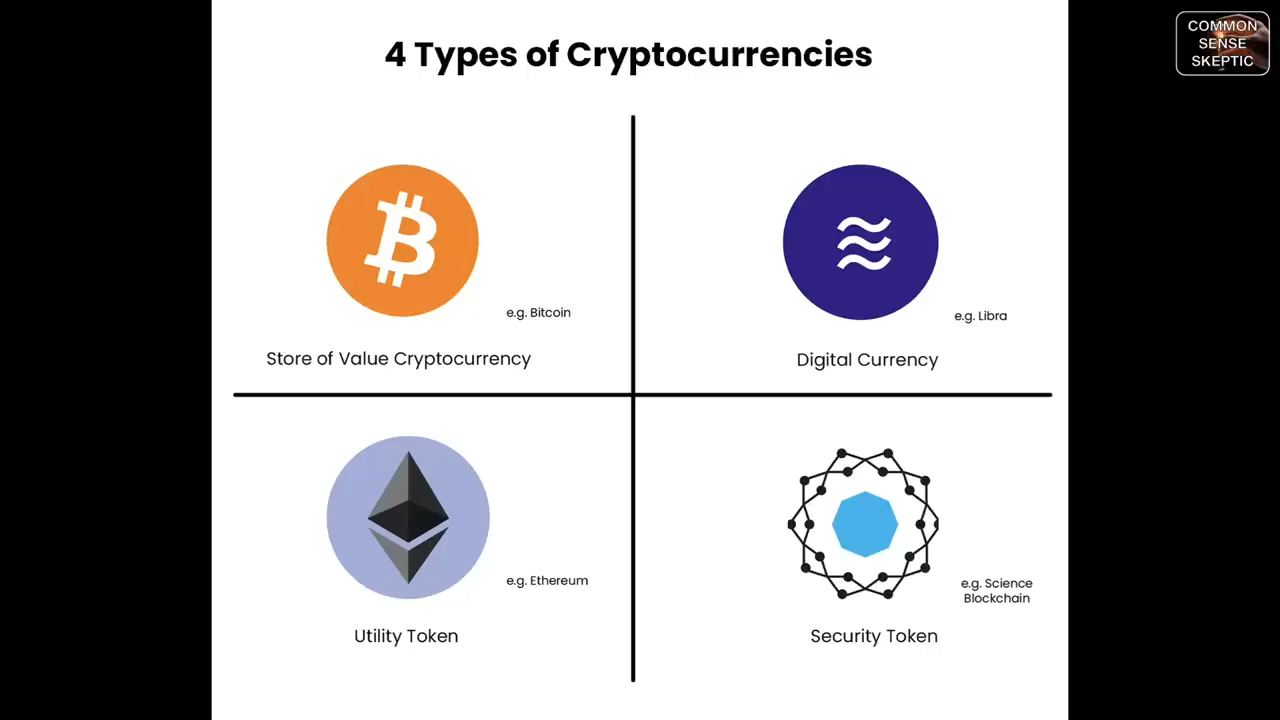 4 Types of Cryptocurrencies
COMMON
SENSE
SKEPTIC
e.g. Bitcoin
Store of Value Cryptocurrency
e.g. Libra
Digital Currency
e.g. Ethereum
Utility Token
e.g. Science
Blockchain
Security Token